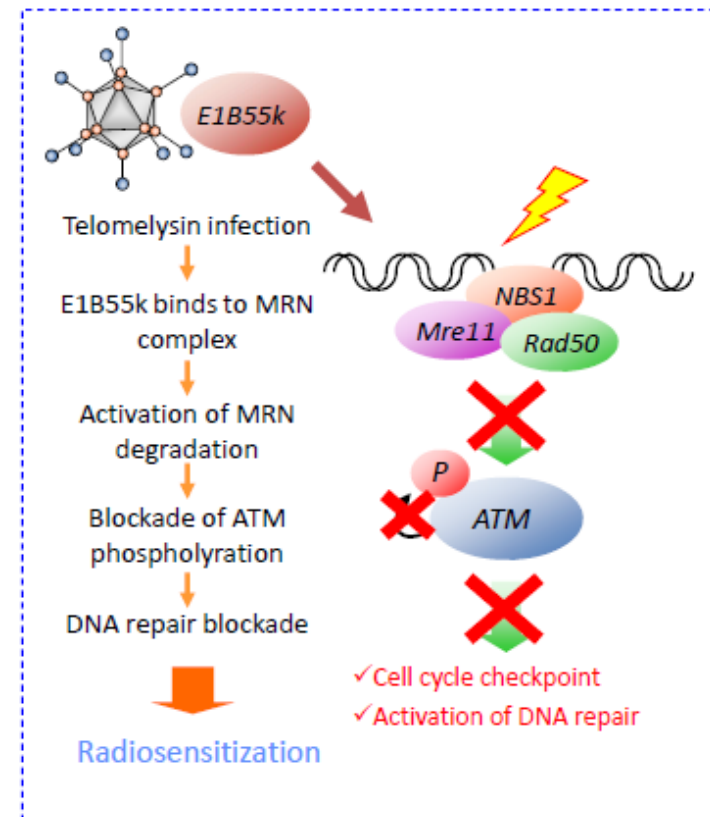 E1B55k
Telomelysin infection
E1B55k binds to MRN
complex
Activation of MRN
degradation
Blockade of ATM
phospholyration
DNA repair blockade
Radiosensitization
NBS1
Mre11
Rad50
P
ATM
✓Cell cycle checkpoint
✓Activation of DNA repair